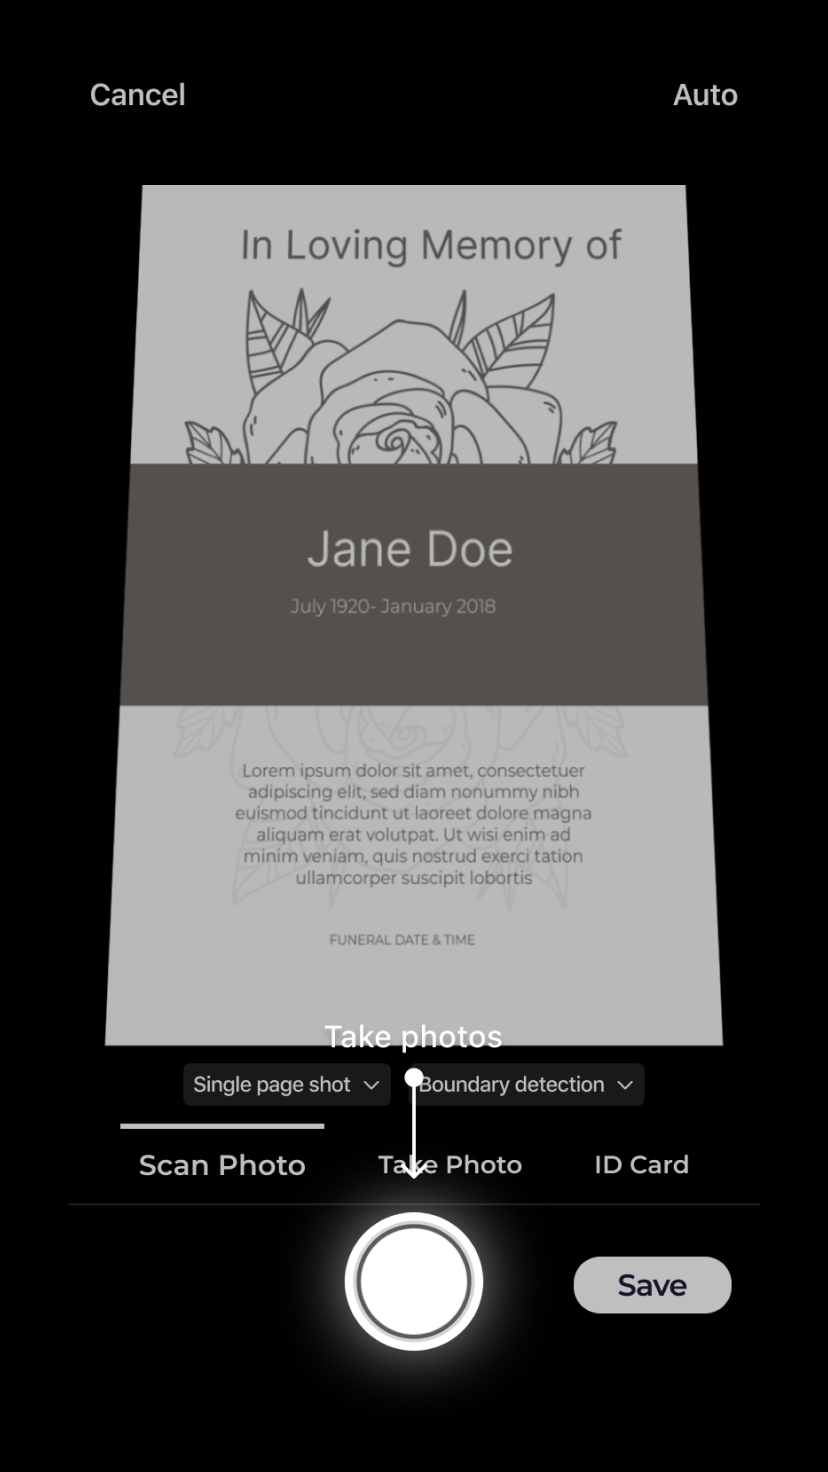 Cancel
Auto
In Loving Memory of
Jane Doe
July 1920- January 2018
Lorem ipsum dolor sit amet, consectetuer
adipiscing elit, sed diam nonummy nibh
euismod tincidunt ut laoreet dolore magna
aliquam erat volutpat. Ut wisi enim ad
minim veniam, quis nostrud exerci tation
ullamcorper suscipit lobortis
FUNERAL DATE & TIME
Take photos
Single page shot
Boundary detection
Scan Photo
Take Photo
ID Card
Save